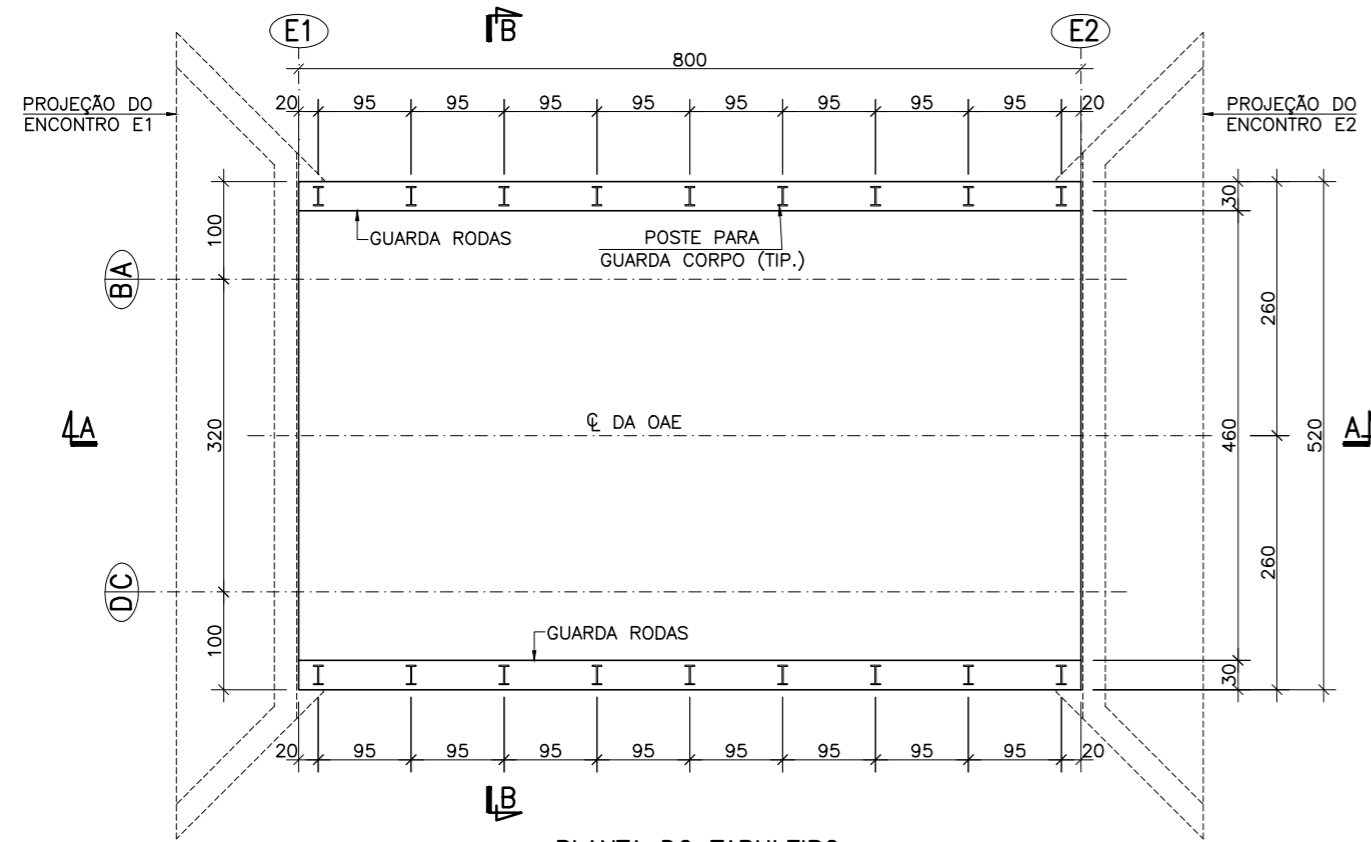 E1
B
E2
800
PROJEÇÃO DO
ENCONTRO E1
20 95 95 95 95 95 95 95 95 20
PROJEÇÃO DO
ENCONTRO E2
30
100
GUARDA RODAS
POSTE PARA
GUARDA CORPO (TIP.)
BA
260
A
320
℄ DA OAE
460
520
A
DC
260
100
GUARDA RODAS
30
20 95 95 95 95 95 95 95 95 20
B